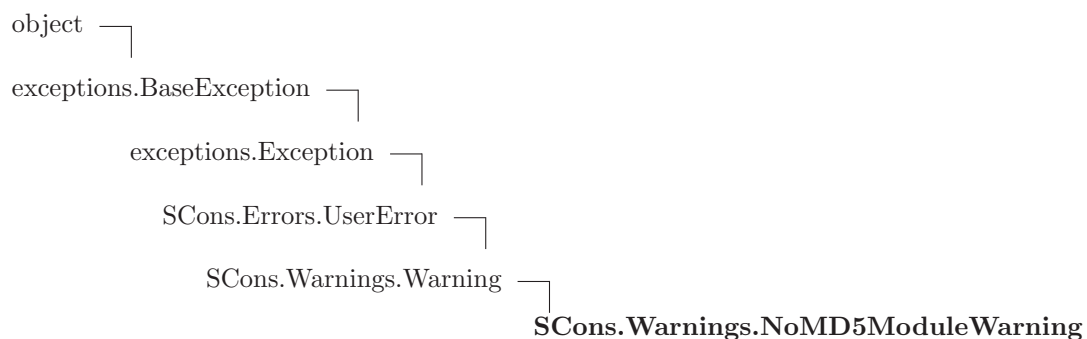 object
exceptions.BaseException
exceptions.Exception
SCons.Errors.UserError
SCons.Warnings.Warning
SCons.Warnings.NoMD5ModuleWarning